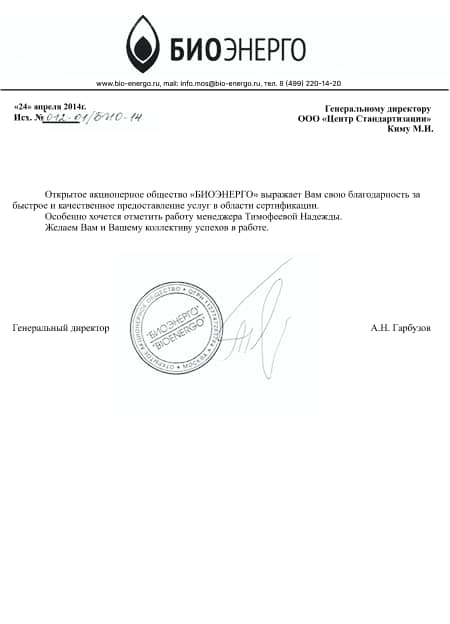 БИОЭНЕРГО
www.bio-energo.ru, mail: info.mos@bio-energo.ru, тел. 8 (499) 220-14-20
«24» апреля 2014г.
Исх. № 012-01/БИО-14
Генеральному директору
ООО «Центр Стандартизации»
Киму М.И.
Открытое акционерное общество «БИОЭНЕРГО» выражает Вам свою благодарность за
быстрое и качественное предоставление услуг в области сертификации.
Особенно хочется отметить работу менеджера Тимофеевой Надежды.
Желаем Вам и Вашему коллективу успехов в работе.
Генеральный директор
ОТКРЫТОЕ АКЦИОНЕРНОЕ ОБЩЕСТВО
МОСКВА
"БИОЭНЕРГО"
"BIOENERGO"
А.Н. Гарбузов